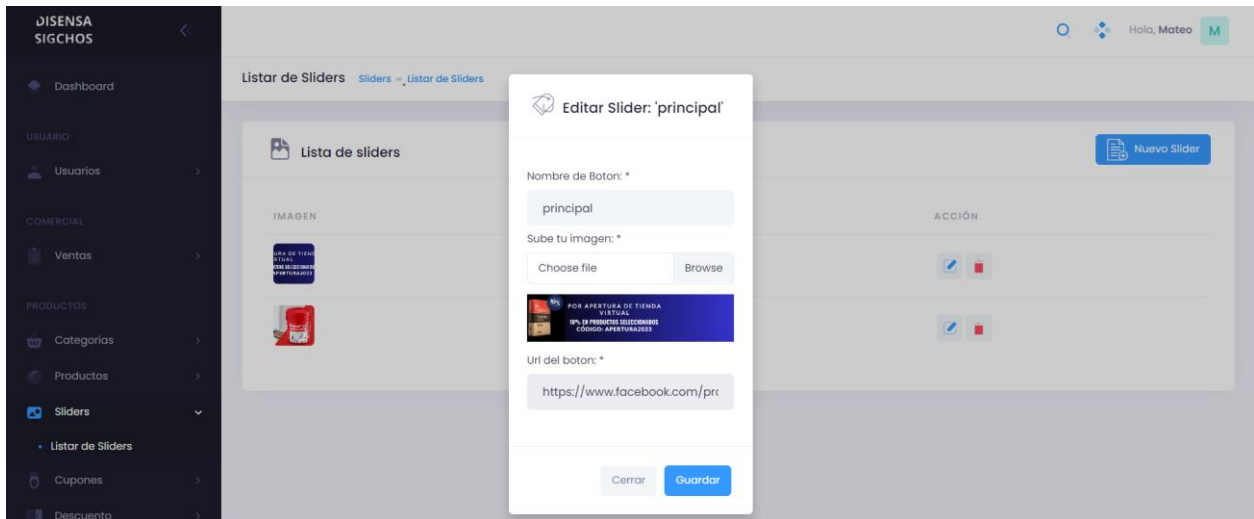 DISENSA
SIGCHOS
Hola, Mateo M
Dashboard
Listar de Sliders Sliders - Listar de Sliders
Editar Slider: 'principal'
USUARIO
Lista de sliders
Nuevo Slider
Usuarios
Nombre de Boton: *
principal
COMERCIAL
IMAGEN
ACCIÓN
Sube tu imagen: *
Ventas
Choose file Browse
POR APERTURA DE TIENDA
VIRTUAL
10% EN PRODUCTOS SELECCIONADOS
CÓDIGO: APERTURA2023
PRODUCTOS
Categorias
Url del boton: *
Productos
https://www.facebook.com/pro
Sliders
Listar de Sliders
Cupones
Cerrar Guardar
Descuento